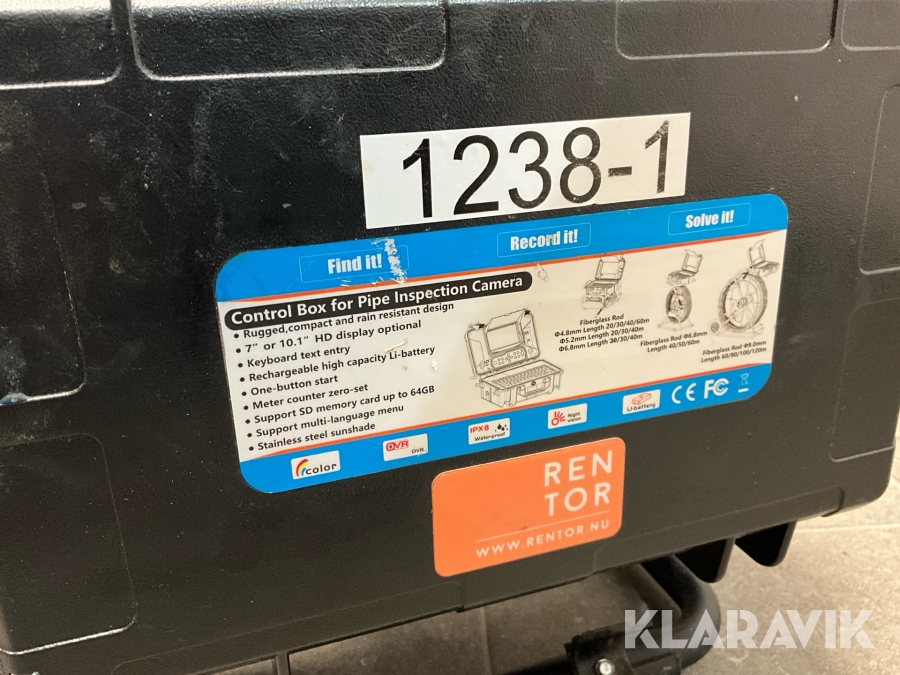 1238-1
Find it!
Record it!
Solve it!
Control Box for Pipe Inspection Camera
• Rugged,compact and rain resistant design
• 7" or 10.1" HD display optional
• Keyboard text entry
• Rechargeable high capacity Li-battery
• One-button start
• Meter counter zero-set
• Support SD memory card up to 64GB
• Support multi-language menu
• Stainless steel sunshade
Fiberglass Rod
Φ4.8mm Length 20/30/40/60m
Φ5.2mm Length 20/30/40m
Φ6.8mm Length 20/30/40m
Fiberglass Rod Φ6.8mm
Length 40/50/60m
Fiberglass Rod Φ9.0mm
Length 60/80/100/120m
color
DVR
DVR
IPX8
Water-proof
Night
vision
Li-battery
CE FC
REN
TOR
WWW.RENTOR.NU
KLARAVIK